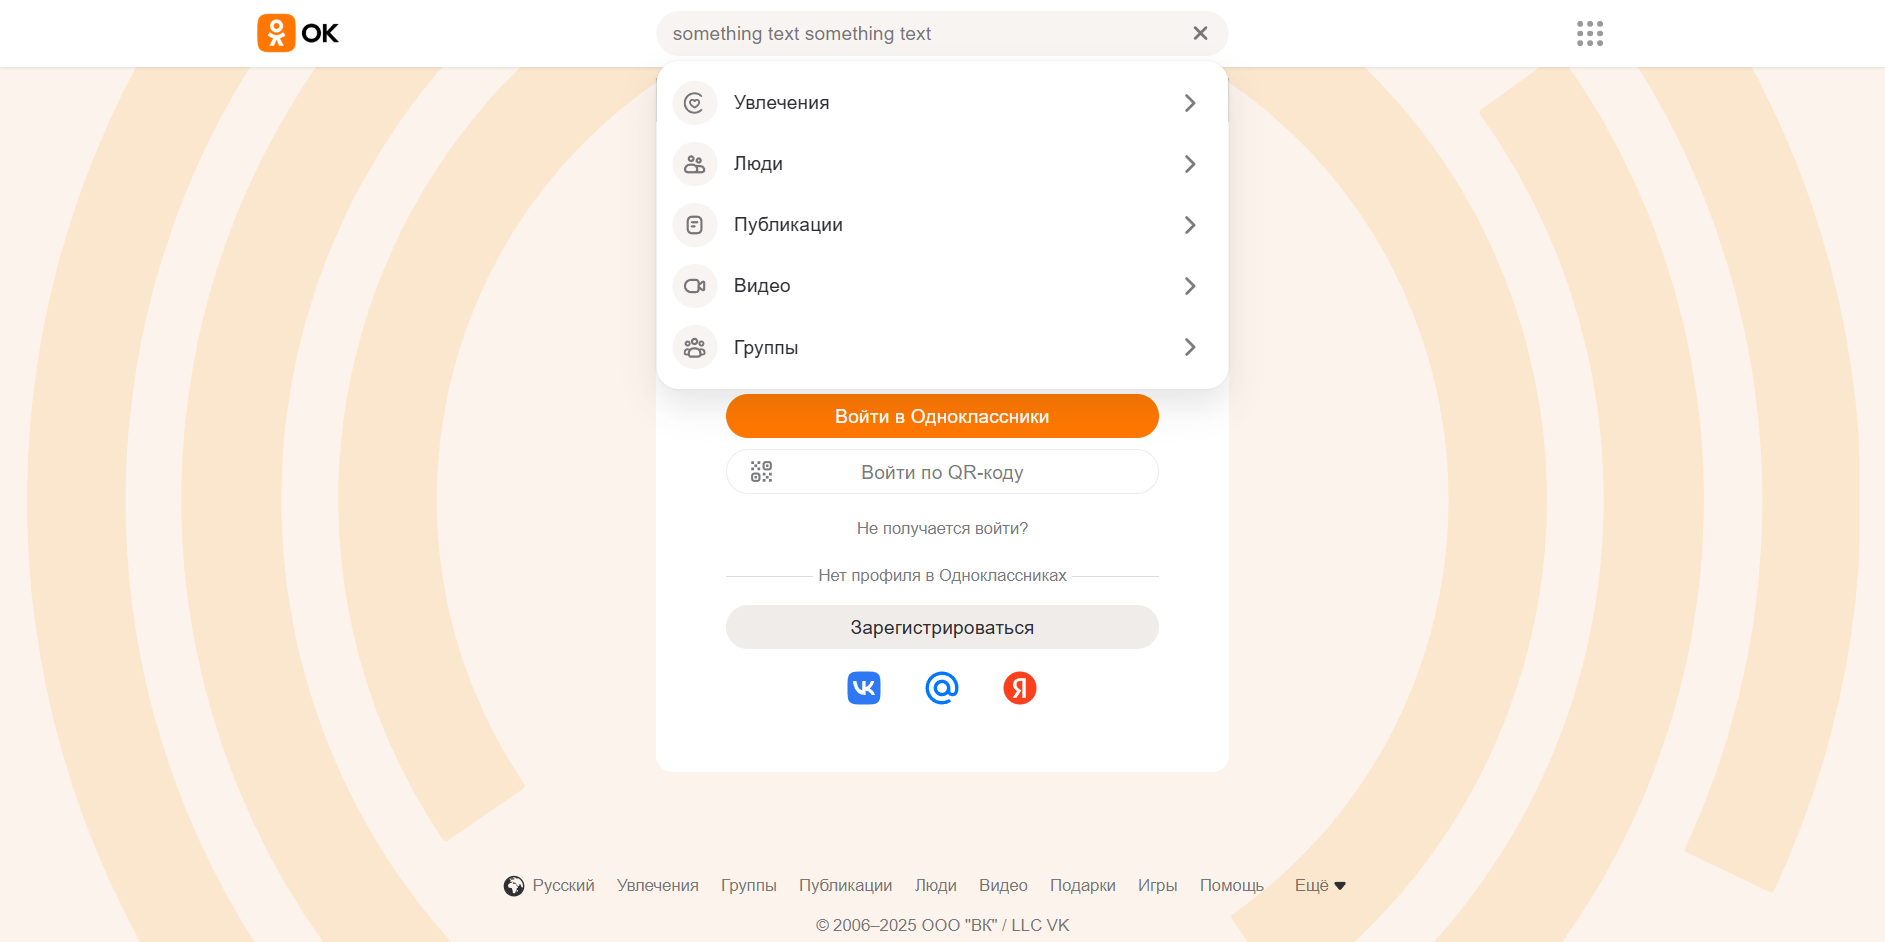 OK
something text something text
Увлечения
Люди
Публикации
Видео
Группы
Войти в Одноклассники
Войти по QR-коду
Не получается войти?
Нет профиля в Одноклассниках
Зарегистрироваться
Русский Увлечения Группы Публикации Люди Видео Подарки Игры Помощь Ещё
© 2006–2025 ООО "ВК" / LLC VK